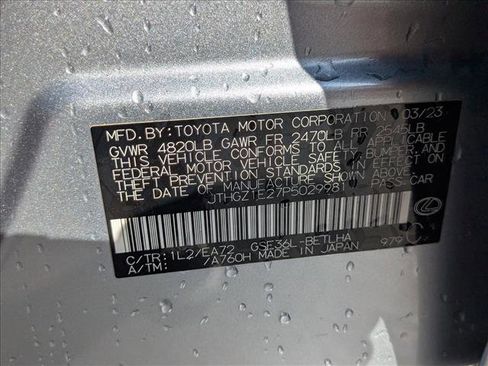 MFD. BY: TOYOTA MOTOR CORPORATION 03/23
GVWR 4820LB GAWR FR 2470LB RR 2545LB
THIS VEHICLE CONFORMS TO ALL APPLICABLE
FEDERAL MOTOR VEHICLE SAFETY, BUMPER, AND
THEFT PREVENTION STANDARDS IN EFFECT ON
THE DATE OF MANUFACTURE SHOWN ABOVE.
JTHGZ1E27P5029981 PASS CAR
C/TR: 1L2/EA72 GSE36L-BETLHA
A/TM: /A760H MADE IN JAPAN 979 C